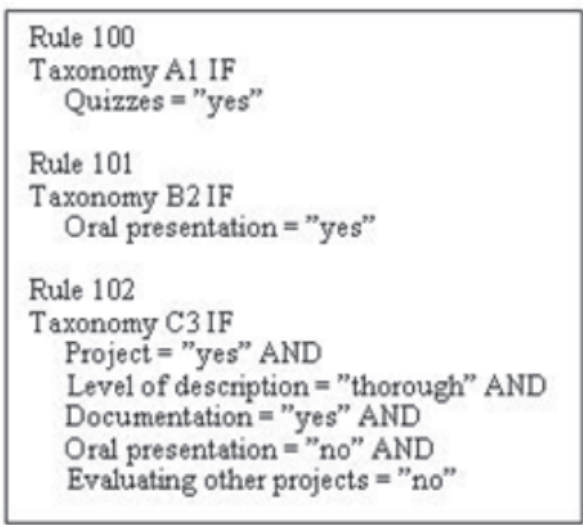 Rule 100
Taxonomy A1 IF
Quizzes = ”yes”
Rule 101
Taxonomy B2 IF
Oral presentation = ”yes”
Rule 102
Taxonomy C3 IF
Project = ”yes” AND
Level of description = ”thorough” AND
Documentation = ”yes” AND
Oral presentation = ”no” AND
Evaluating other projects = ”no”